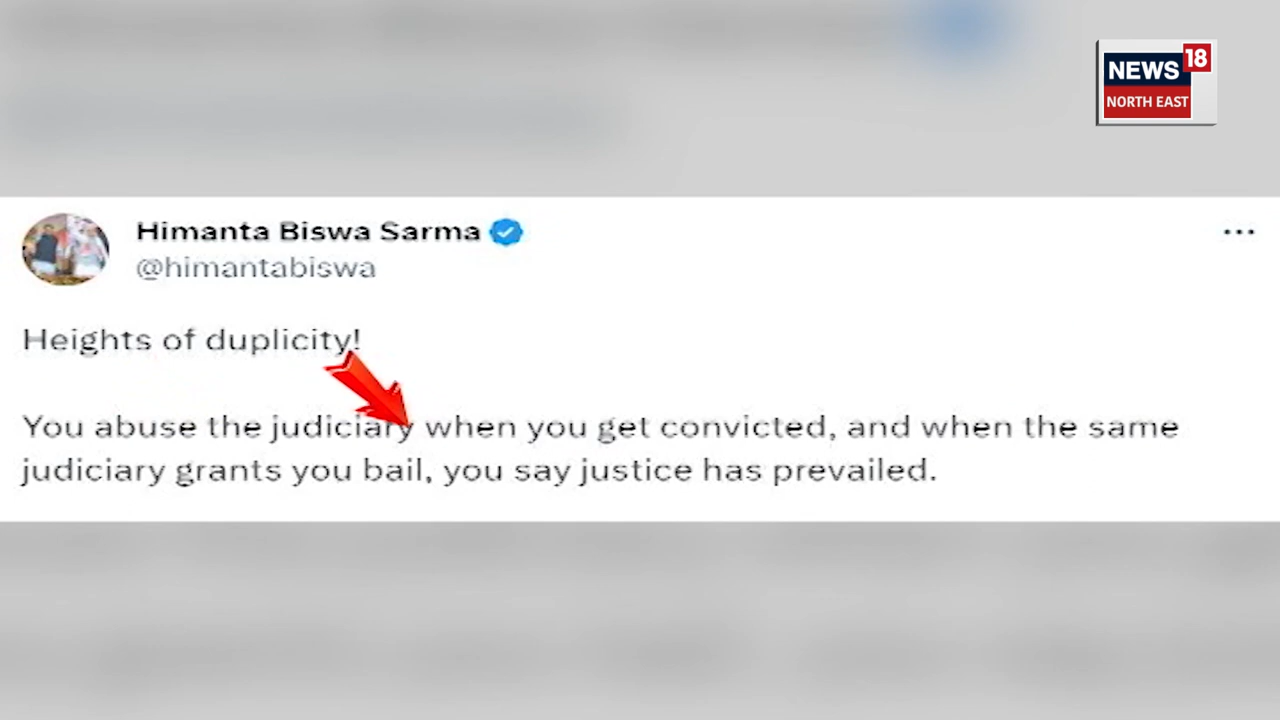 NEWS 18
NORTH EAST
Himanta Biswa Sarma
@himantabiswa
Heights of duplicity!
You abuse the judiciary when you get convicted, and when the same
judiciary grants you bail, you say justice has prevailed.